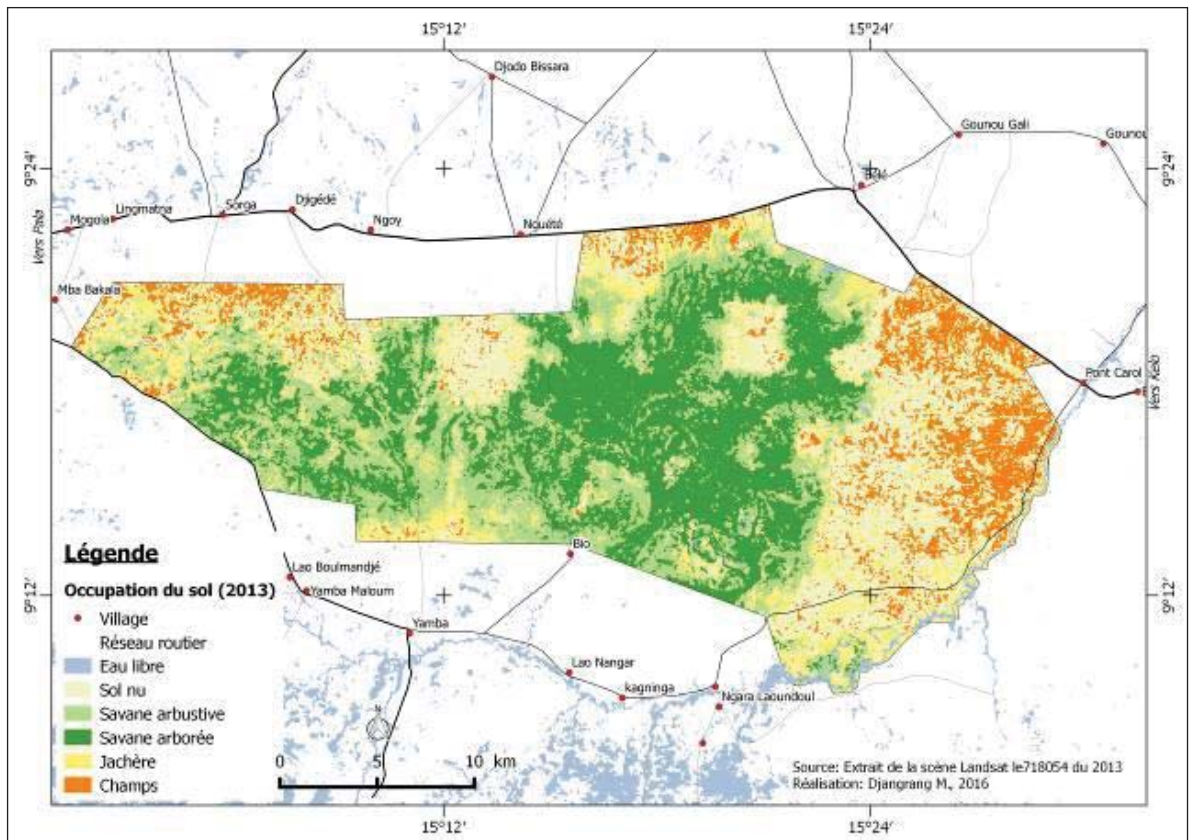 15°12'
15°24'
Djodo Bissara
Gounou Gali
Gounou
9°24'
9°24'
Sorga
Djigédé
Lingmatna
Mogola
Ngoy
Nouété
Vers Pala
Mba Bakala
Pont Carol
Vers Kelo
Bio
Légende
Occupation du sol (2013)
Village
Réseau routier
Eau libre
Sol nu
Savane arbustive
Savane arborée
Jachère
Champs
Lao Boulmandjé
Yamba Maloum
Yamba
9°12'
9°12'
Lao Nangar
kagninga
Ngara Laoundoul
N
0 5 10 km
Source: Extrait de la scène Landsat le718054 du 2013
Réalisation: Djangrang M., 2016
15°12'
15°24'